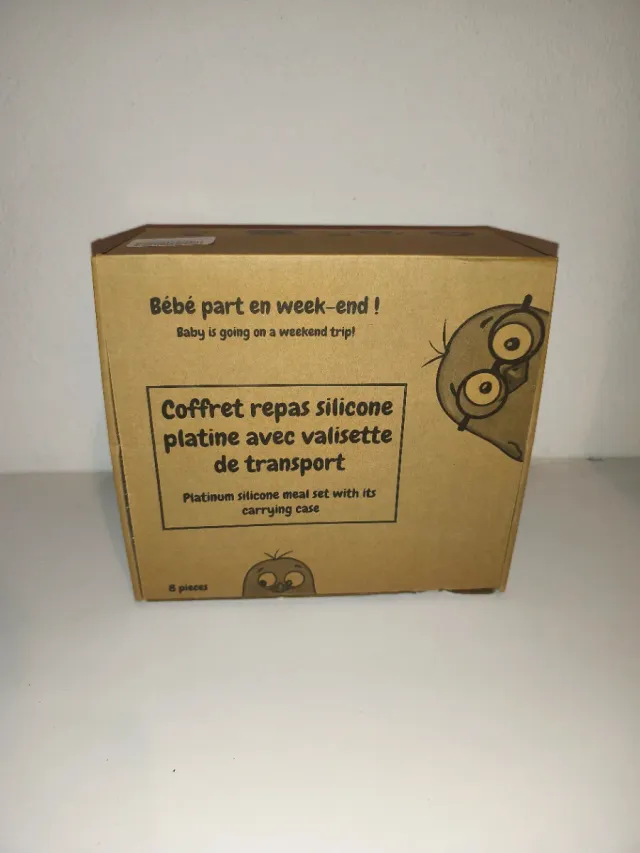 Bébé part en week-end !
Baby is going on a weekend trip!
Coffret repas silicone
platine avec valisette
de transport
Platinum silicone meal set with its
carrying case
8 pieces